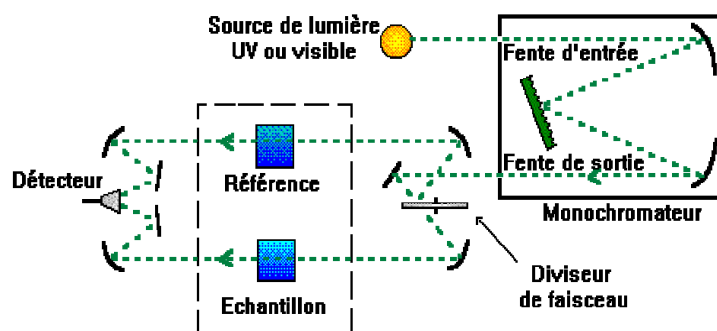 Source de lumière
UV ou visible
Fente d'entrée
Fente de sortie
Monochromateur
Détecteur
Référence
Echantillon
Diviseur
de faisceau